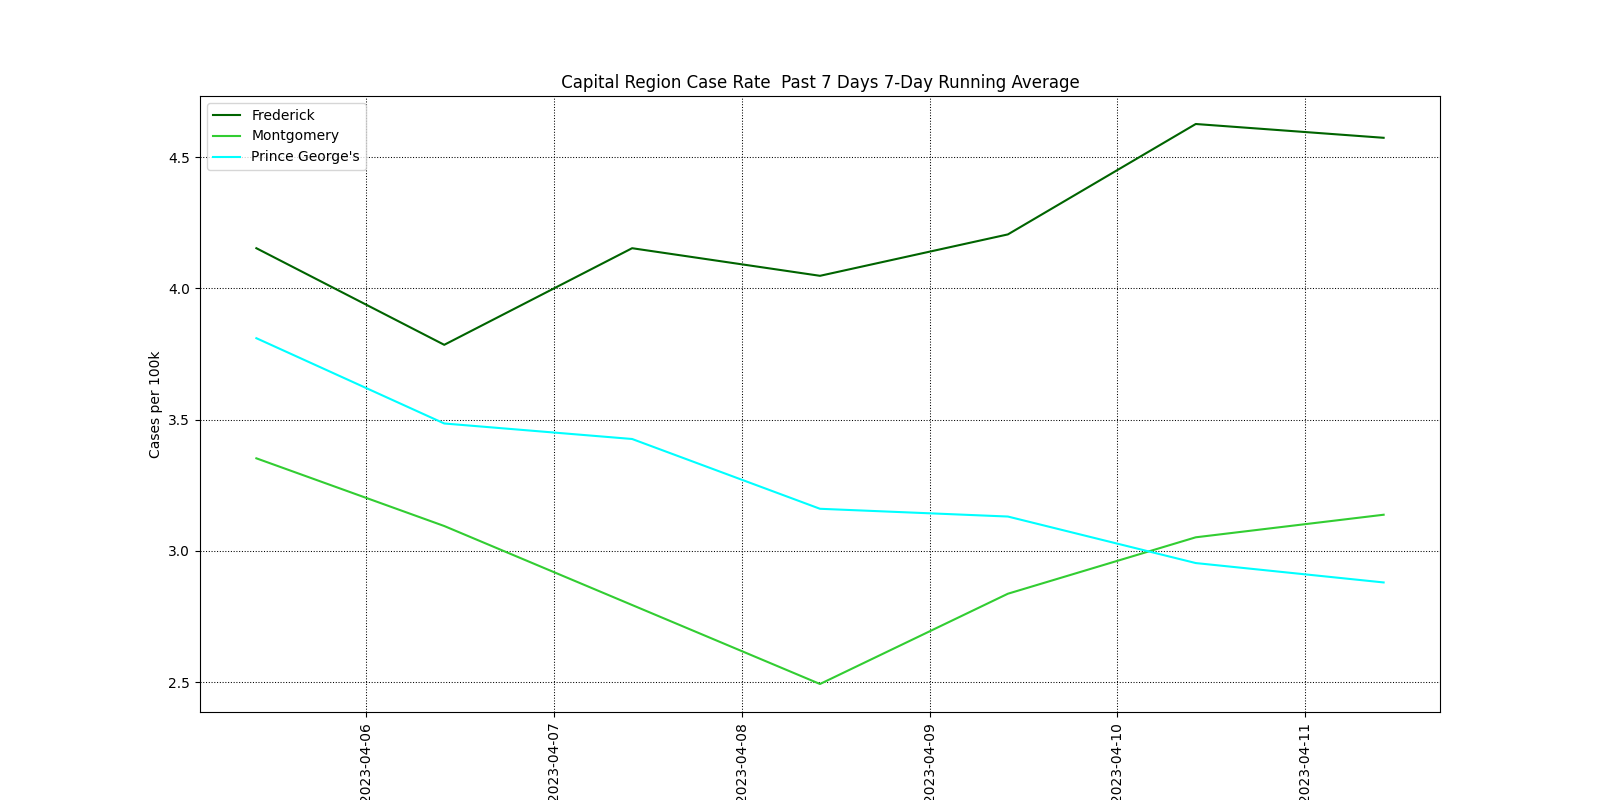 Capital Region Case Rate  Past 7 Days 7-Day Running Average
Frederick
Montgomery
Prince George's
4.5
4.0
3.5
3.0
2.5
Cases per 100k
2023-04-06
2023-04-07
2023-04-08
2023-04-09
2023-04-10
2023-04-11